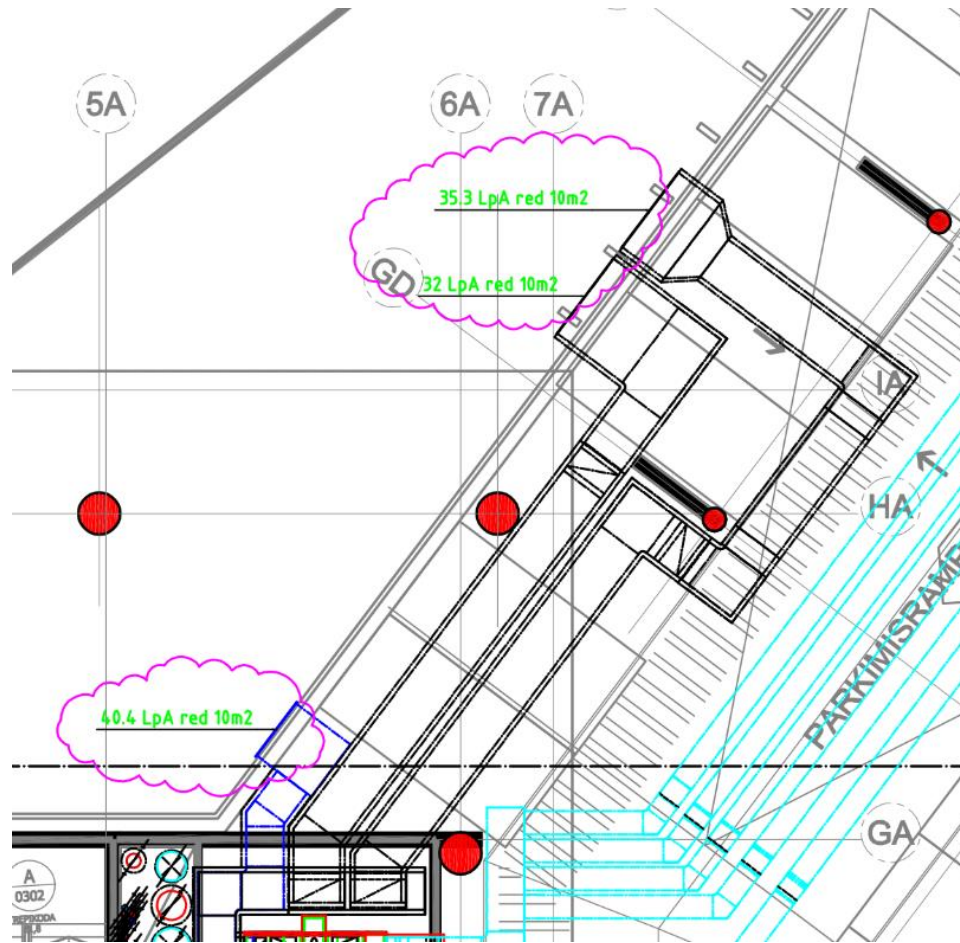 5A
6A
7A
35.3 LpA red 10m2
GD
32 LpA red 10m2
IA
HA
PARKIMISRAMP
40.4 LpA red 10m2
GA
A
0302